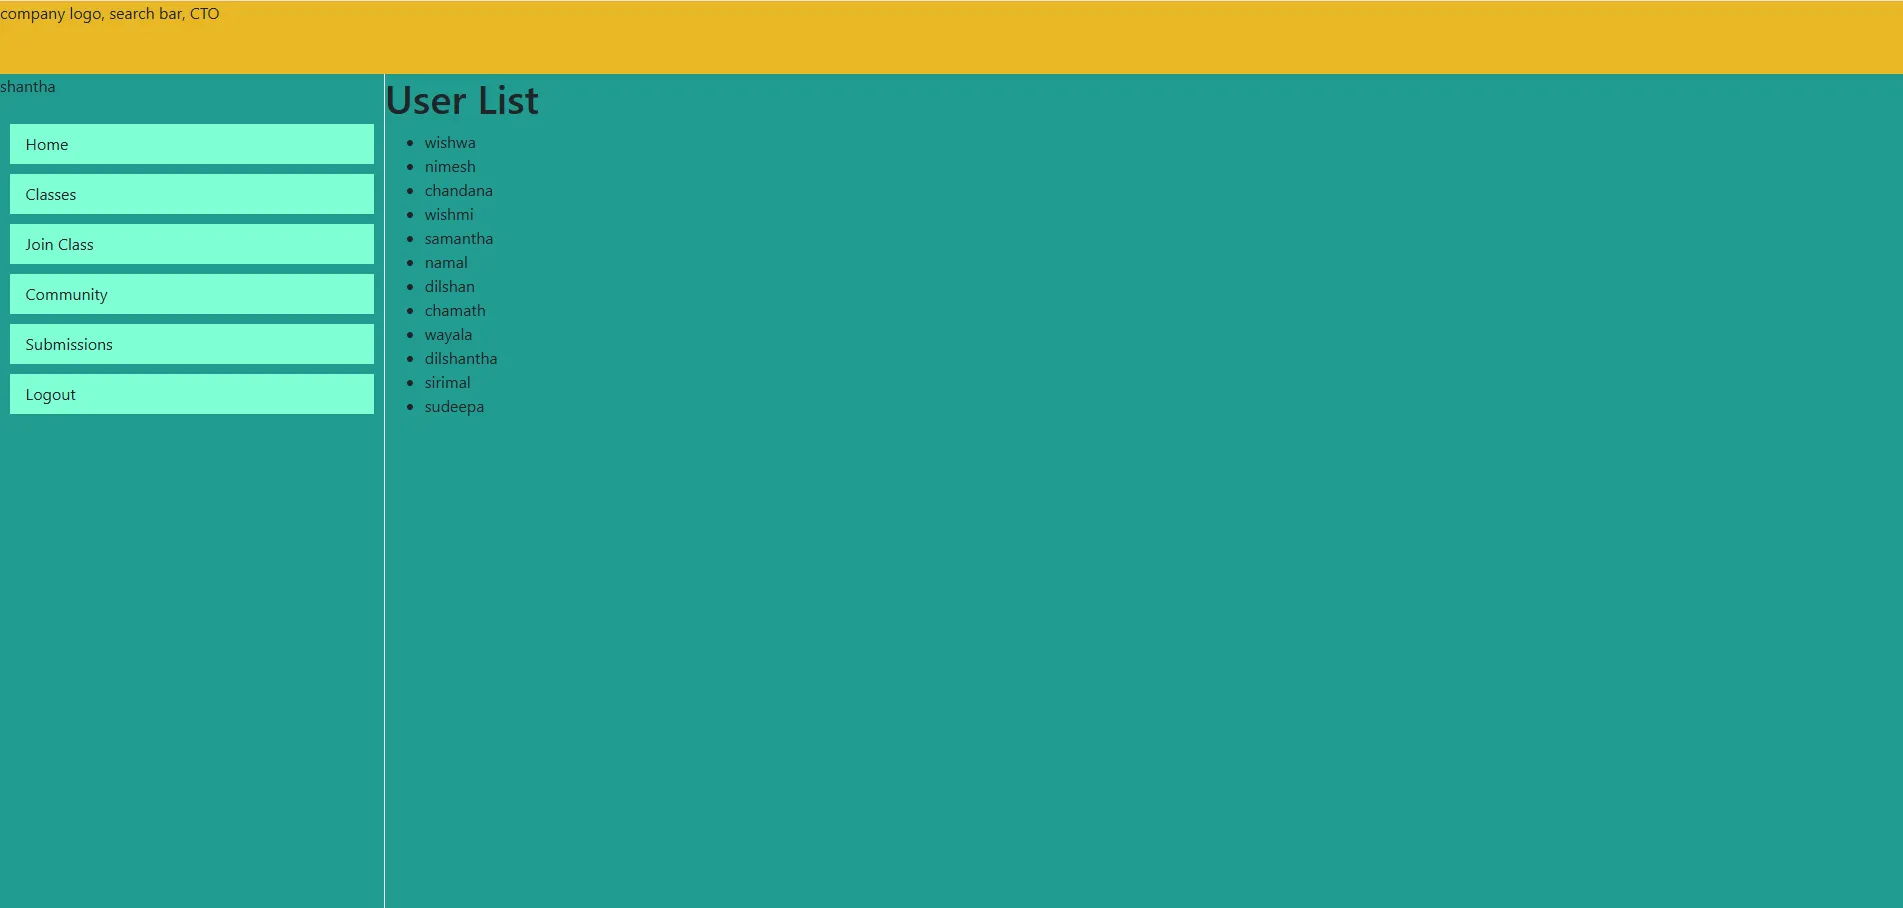 company logo, search bar, CTO
shantha
Home
Classes
Join Class
Community
Submissions
Logout
User List
wishwa
nimesh
chandana
wishmi
samantha
namal
dilshan
chamath
wayala
dilshantha
sirimal
sudeepa